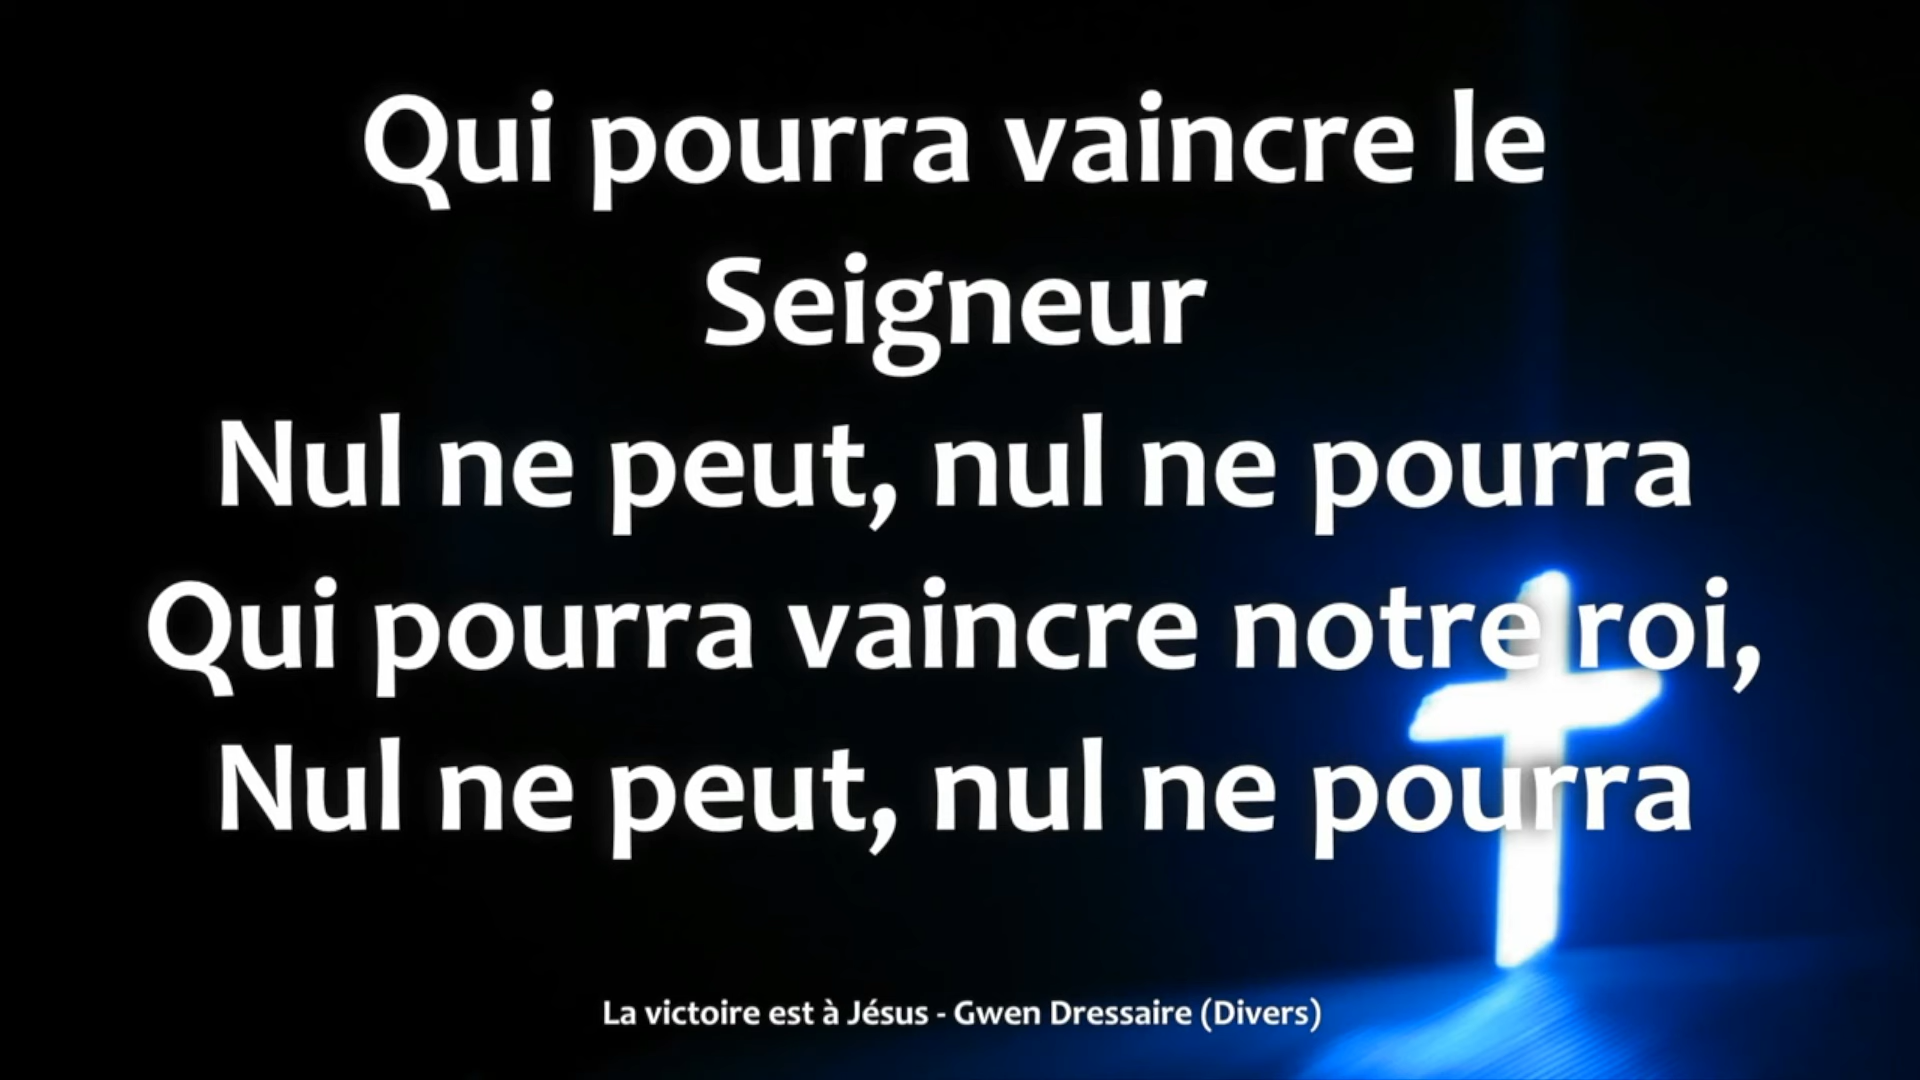 Qui pourra vaincre le
Seigneur
Nul ne peut, nul ne pourra
Qui pourra vaincre notre roi,
Nul ne peut, nul ne pourra
La victoire est à Jésus - Gwen Dressaire (Divers)